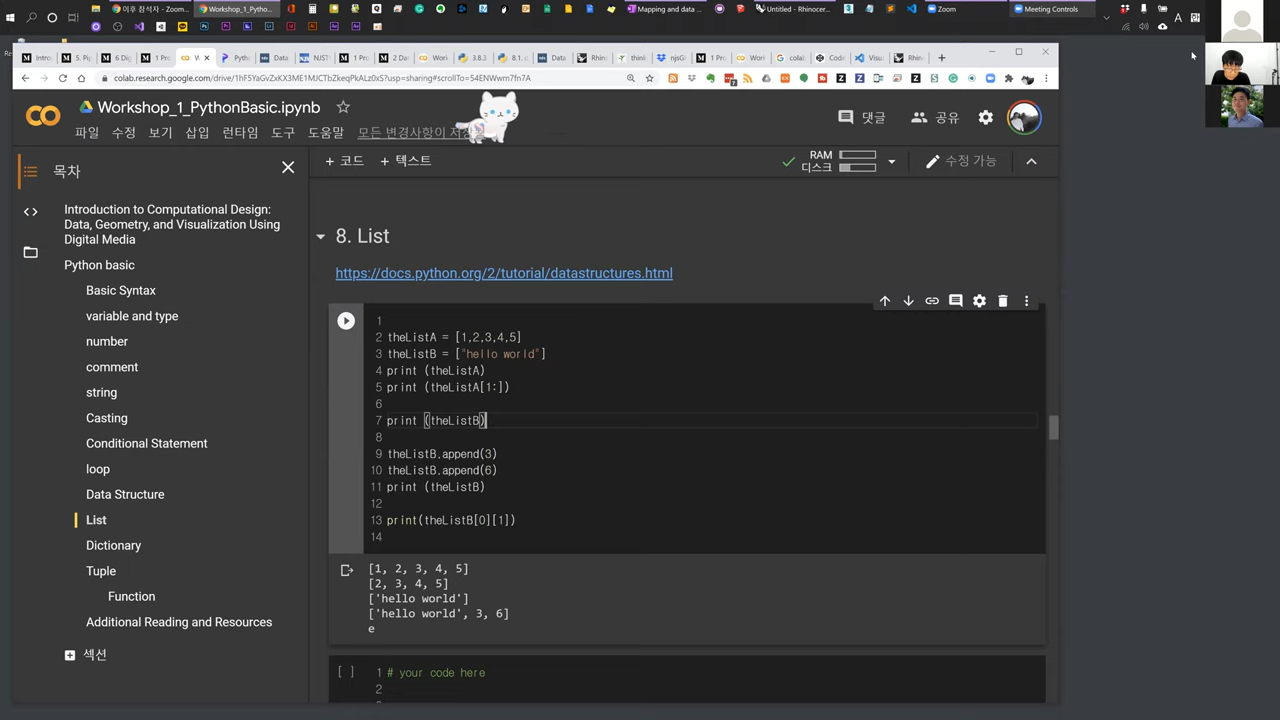 이루 참석자 - Zoom...
Workshop_1_Pytho...
Mapping and data ...
Untitled - Rhinocer...
Zoom
Meeting Controls
A
colab.research.google.com/drive/1hF5YaGvZxKX3ME1MJCTbZkeqPkALz0xS?usp=sharing#scrollTo=54ENWwm7fn7A
Workshop_1_PythonBasic.ipynb
파일 수정 보기 삽입 런타임 도구 도움말
댓글
공유
+ 코드 + 텍스트
RAM
디스크
수정 가능
목차
Introduction to Computational Design:
Data, Geometry, and Visualization Using
Digital Media
Python basic
Basic Syntax
variable and type
number
comment
string
Casting
Conditional Statement
loop
Data Structure
List
Dictionary
Tuple
Function
Additional Reading and Resources
섹션
8. List
https://docs.python.org/2/tutorial/datastructures.html
1
2 theListA = [1,2,3,4,5]
3 theListB = ["hello world"]
4 print (theListA)
5 print (theListA[1:])
6
7 print (theListB)
8
9 theListB.append(3)
10 theListB.append(6)
11 print (theListB)
12
13 print(theListB[0][1])
14
[1, 2, 3, 4, 5]
[2, 3, 4, 5]
['hello world']
['hello world', 3, 6]
e
[ ] 1 # your code here
2